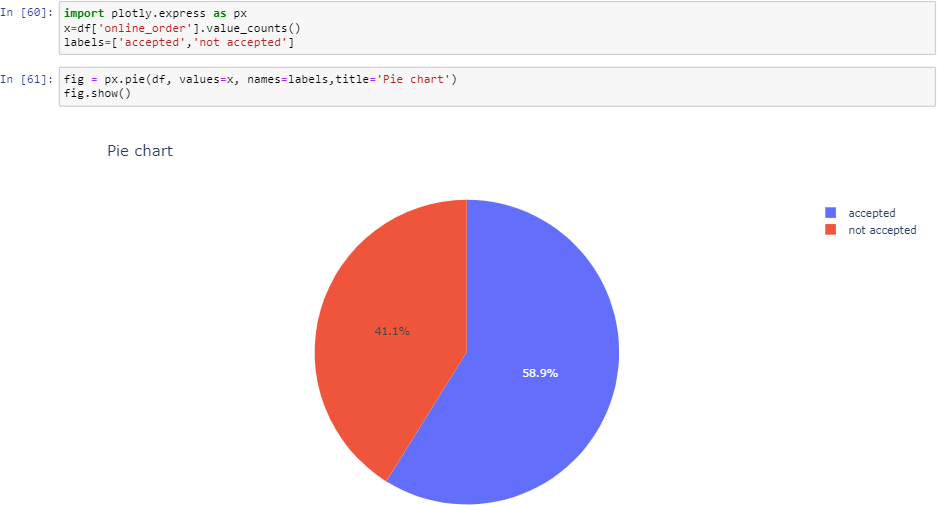 In [60]: import plotly.express as px
x=df['online_order'].value_counts()
labels=['accepted','not accepted']
In [61]: fig = px.pie(df, values=x, names=labels,title='Pie chart')
fig.show()
Pie chart
accepted
not accepted
41.1%
58.9%